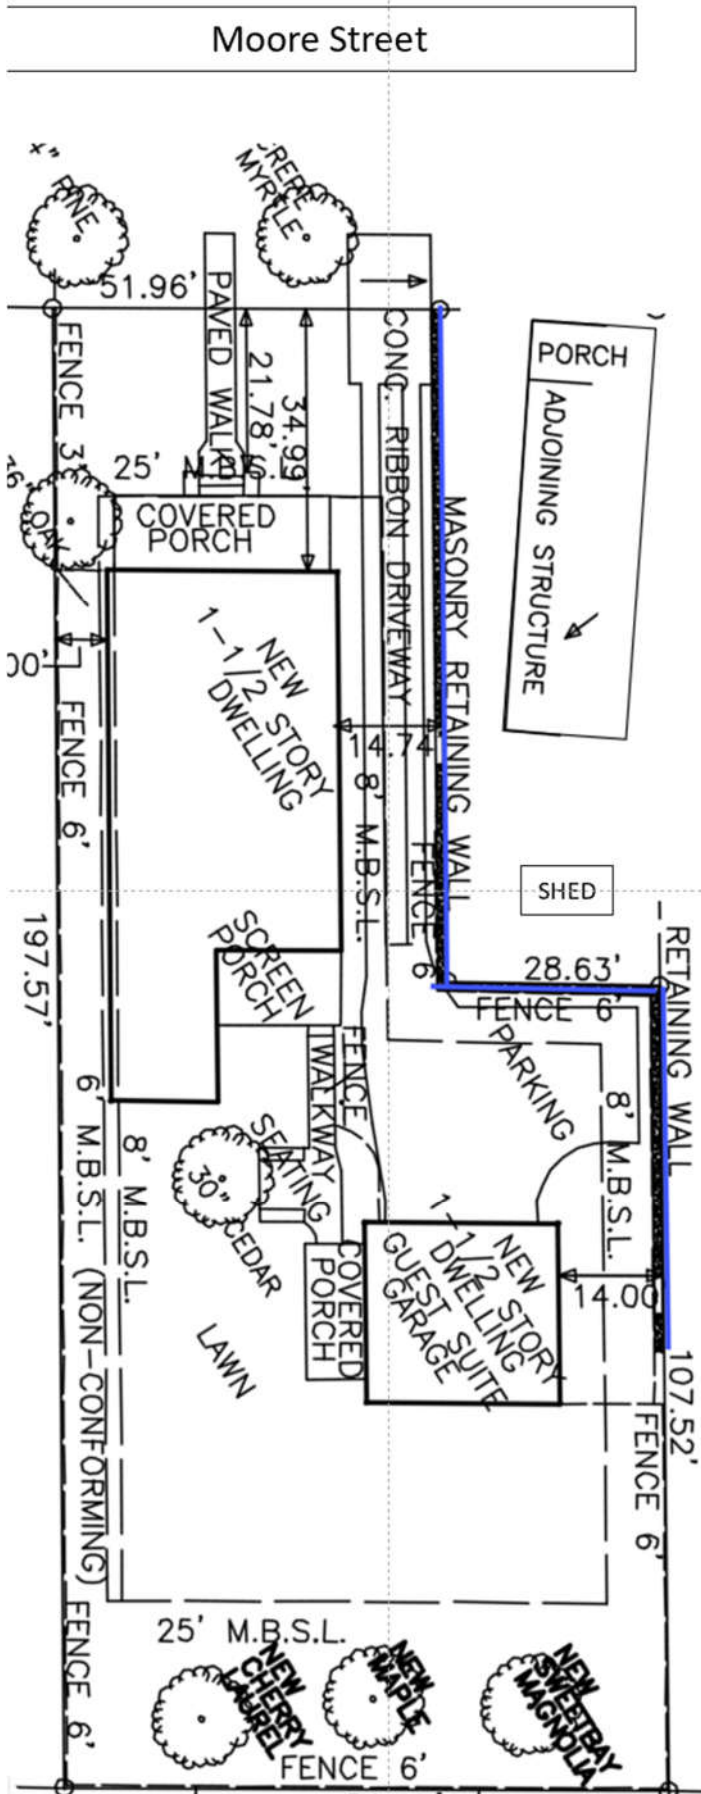 Moore Street
PINE
CREPE
MYRTLE
51.96'
PAVED WALK
21.78'
34.99
CONC. RIBBON DRIVEWAY
FENCE 3'
25' M.B.S.L.
OAK
COVERED
PORCH
PORCH
ADJOINING STRUCTURE
MASONRY RETAINING WALL
NEW
1-1/2 STORY
DWELLING
14.74
8' M.B.S.L.
FENCE 6'
FENCE 6'
SHED
197.57'
SCREEN
PORCH
28.63'
FENCE 6'
RETAINING WALL
PARKING
FENCE
WALKWAY
SEATING
30"
CEDAR
8' M.B.S.L.
6' M.B.S.L. (NON-CONFORMING)
8' M.B.S.L.
NEW
1-1/2 STORY
DWELLING
GUEST SUITE
GARAGE
COVERED
PORCH
14.00
LAWN
107.52'
FENCE 6'
25' M.B.S.L.
FENCE 6'
NEW
CHERRY
LAUREL
NEW
MAPLE
NEW
SWEETBAY
MAGNOLIA
FENCE 6'